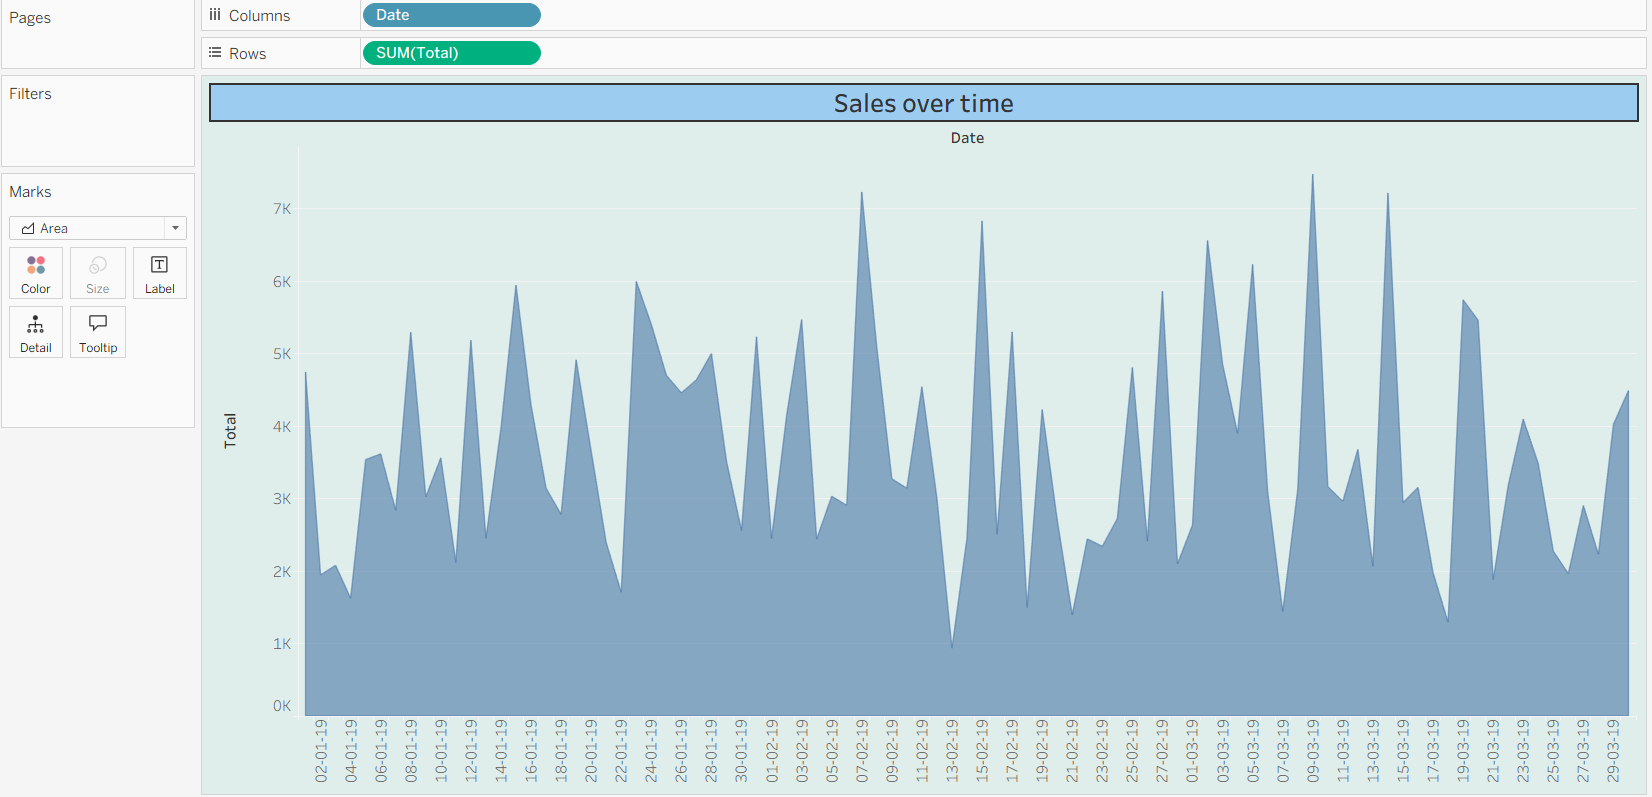 Pages
Columns
Date
Rows
SUM(Total)
Filters
Marks
Area
Color
Size
Label
Detail
Tooltip
Sales over time
Date
Total
7K
6K
5K
4K
3K
2K
1K
0K
02-01-19
04-01-19
06-01-19
08-01-19
10-01-19
12-01-19
14-01-19
16-01-19
18-01-19
20-01-19
22-01-19
24-01-19
26-01-19
28-01-19
30-01-19
01-02-19
03-02-19
05-02-19
07-02-19
09-02-19
11-02-19
13-02-19
15-02-19
17-02-19
19-02-19
21-02-19
23-02-19
25-02-19
27-02-19
01-03-19
03-03-19
05-03-19
07-03-19
09-03-19
11-03-19
13-03-19
15-03-19
17-03-19
19-03-19
21-03-19
23-03-19
25-03-19
27-03-19
29-03-19